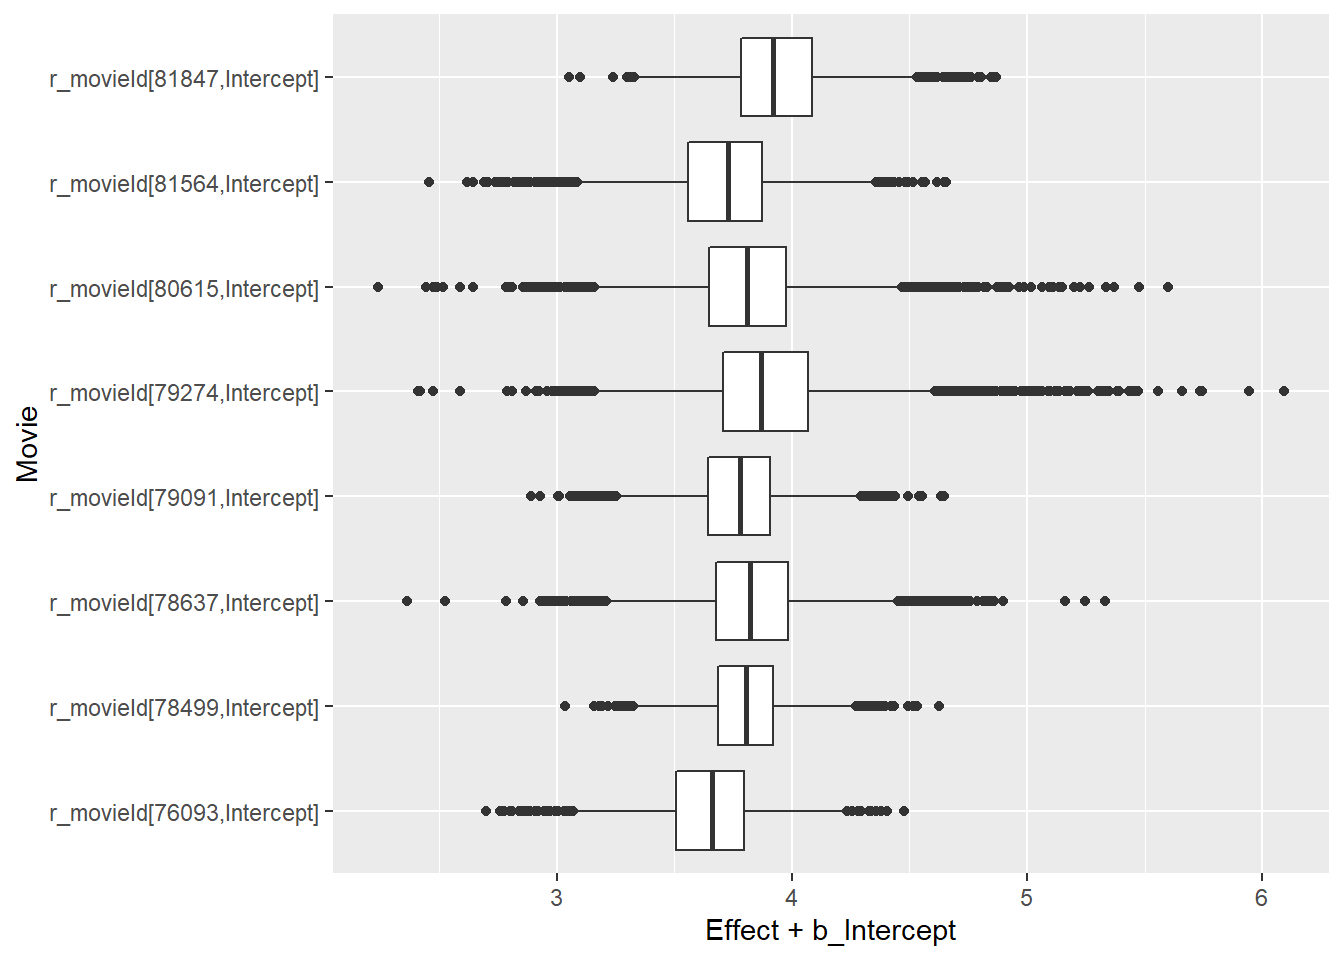 r_movieId[81847,Intercept]
r_movieId[81564,Intercept]
r_movieId[80615,Intercept]
r_movieId[79274,Intercept]
r_movieId[79091,Intercept]
r_movieId[78637,Intercept]
r_movieId[78499,Intercept]
r_movieId[76093,Intercept]
Movie
3 4 5 6
Effect + b_Intercept